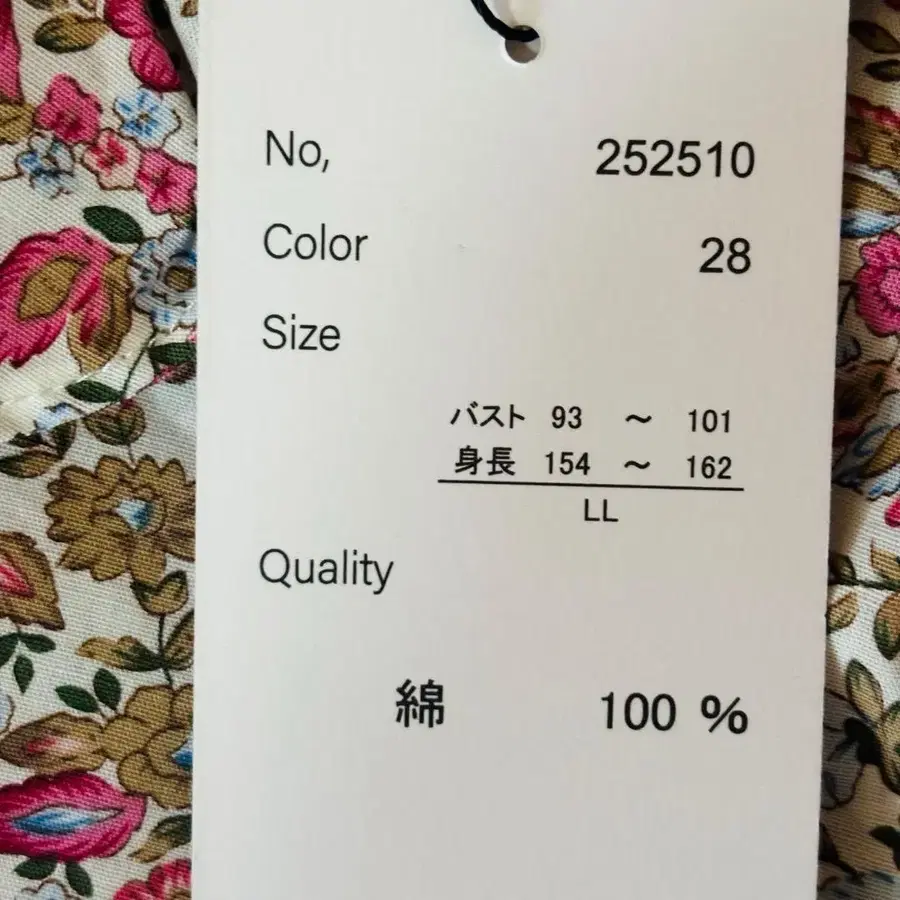 No, 252510
Color 28
Size
バスト 93 ～ 101
身長 154 ～ 162
LL
Quality
綿 100 %